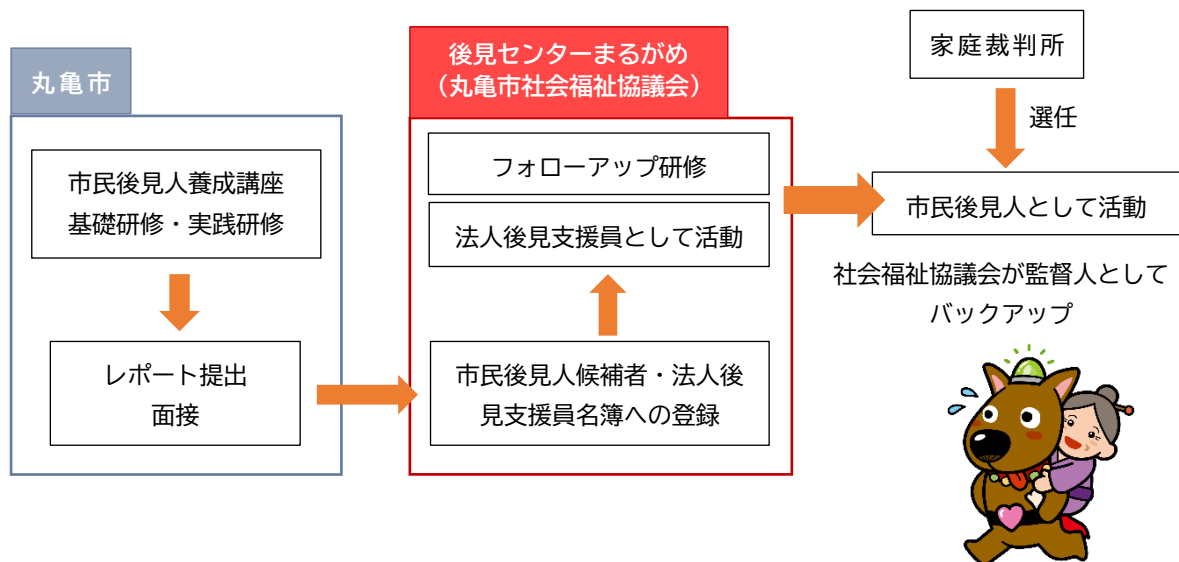 丸亀市
市民後見人養成講座
基礎研修・実践研修
レポート提出
面接
後見センターまるがめ
（丸亀市社会福祉協議会）
フォローアップ研修
法人後見支援員として活動
市民後見人候補者・法人後
見支援員名簿への登録
家庭裁判所
選任
市民後見人として活動
社会福祉協議会が監督人として
バックアップ